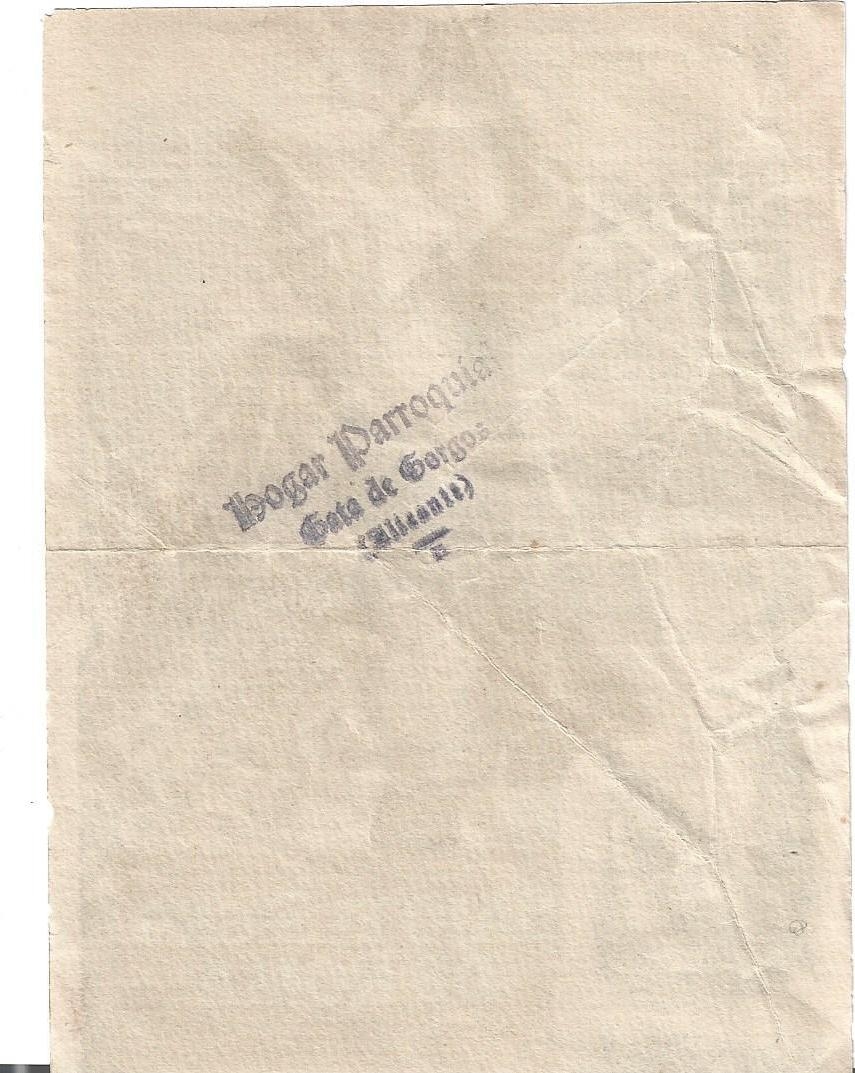 Hogar Parroquial
Gata de Gorgos
(Alicante)